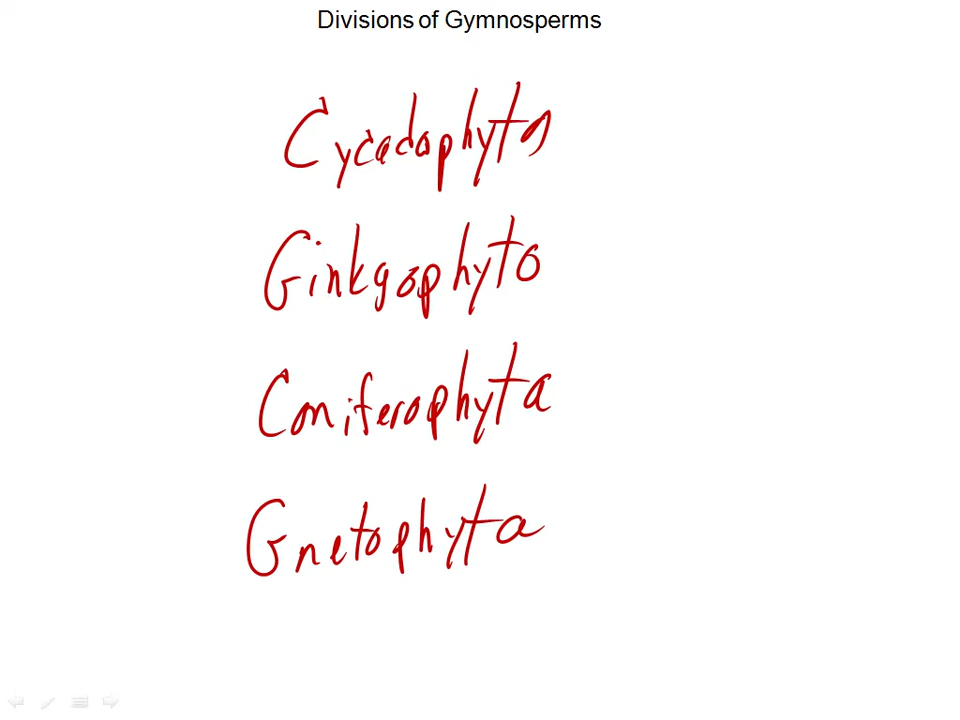 Divisions of Gymnosperms
Cycadophyta
Ginkgophyta
Coniferophyta
Gnetophyta